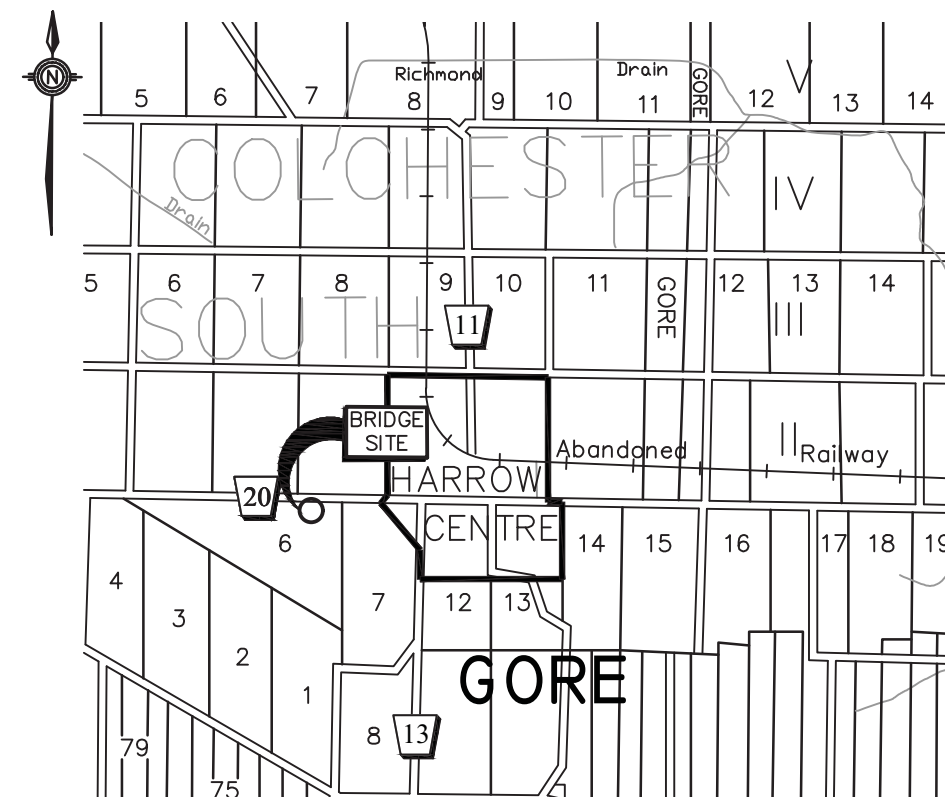 N
Richmond Drain
5 6 7 8 9 10 11 GORE 12 V 13 14
COLCHESTER
IV
Drain
5 6 7 8 9 10 11 GORE 12 13 14
SOUTH
11
III
BRIDGE
SITE
Abandoned Railway
II
HARROW
20
CENTRE
6 14 15 16 17 18 19
4 3 7 12 13
2
1
GORE
8 13
79
75